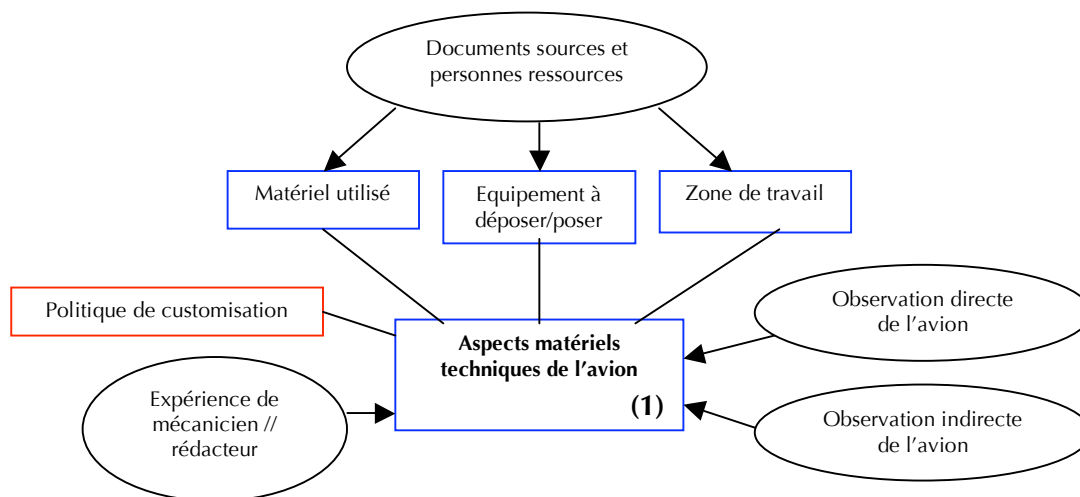 Documents sources et
personnes ressources
Matériel utilisé
Equipement à
déposer/poser
Zone de travail
Politique de customisation
Aspects matériels
techniques de l'avion
(1)
Observation directe
de l'avion
Expérience de
mécanicien //
rédacteur
Observation indirecte
de l'avion